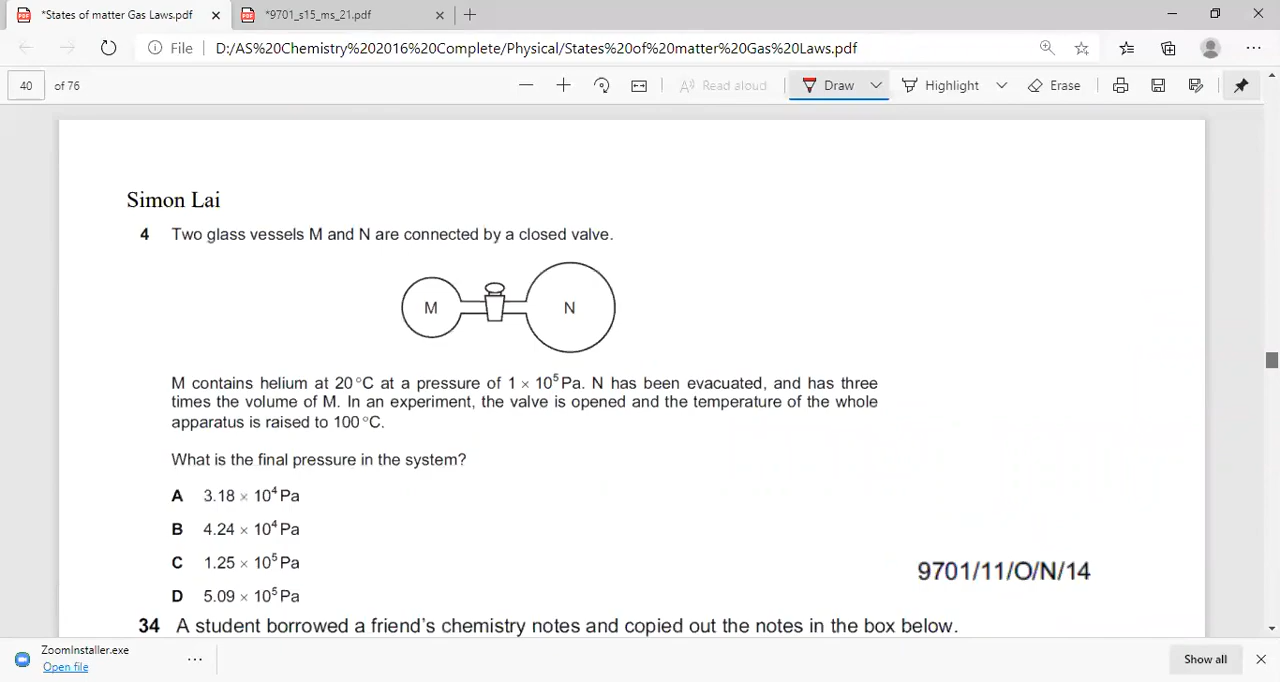 *States of matter Gas Laws.pdf
*9701_s15_ms_21.pdf
File
D:/AS%20Chemistry%202016%20Complete/Physical/States%20of%20matter%20Gas%20Laws.pdf
40 of 76
Read aloud
Draw
Highlight
Erase
Simon Lai
4 Two glass vessels M and N are connected by a closed valve.
M
N
M contains helium at 20 °C at a pressure of 1 × 10⁵ Pa. N has been evacuated, and has three
times the volume of M. In an experiment, the valve is opened and the temperature of the whole
apparatus is raised to 100 °C.
What is the final pressure in the system?
A 3.18 × 10⁴ Pa
B 4.24 × 10⁴ Pa
C 1.25 × 10⁵ Pa
D 5.09 × 10⁵ Pa
9701/11/O/N/14
34 A student borrowed a friend's chemistry notes and copied out the notes in the box below.
ZoomInstaller.exe
Open file
Show all